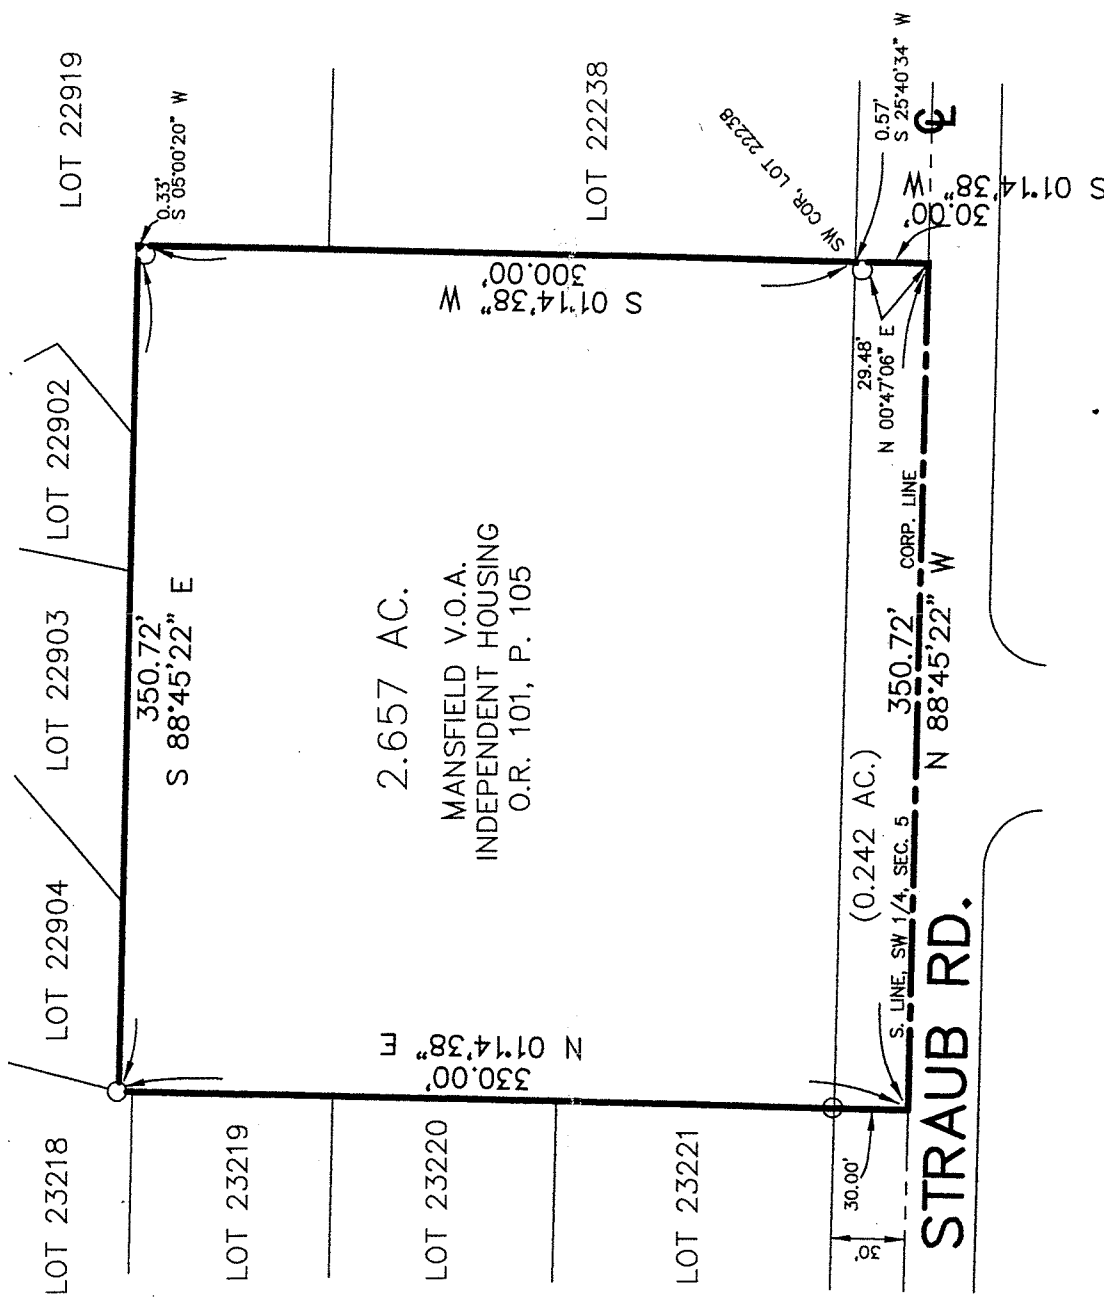 LOT 22904
LOT 22903
LOT 22902
LOT 22919
0.33'
S 05°00'20" W
350.72'
S 88°45'22" E
LOT 23218
LOT 23219
LOT 23220
LOT 23221
330.00'
N 01°14'38" E
2.657 AC.
MANSFIELD V.O.A.
INDEPENDENT HOUSING
O.R. 101, P. 105
S 01°14'38" W
300.00'
LOT 22238
SW COR, LOT 22238
0.57'
S 25°40'34" W
29.48'
N 00°47'06" E
30.00'
S 01°14'38" W
30'
30.00'
(0.242 AC.)
S. LINE, SW 1/4, SEC. 5
CORP. LINE
350.72'
N 88°45'22" W
STRAUB RD.
℄